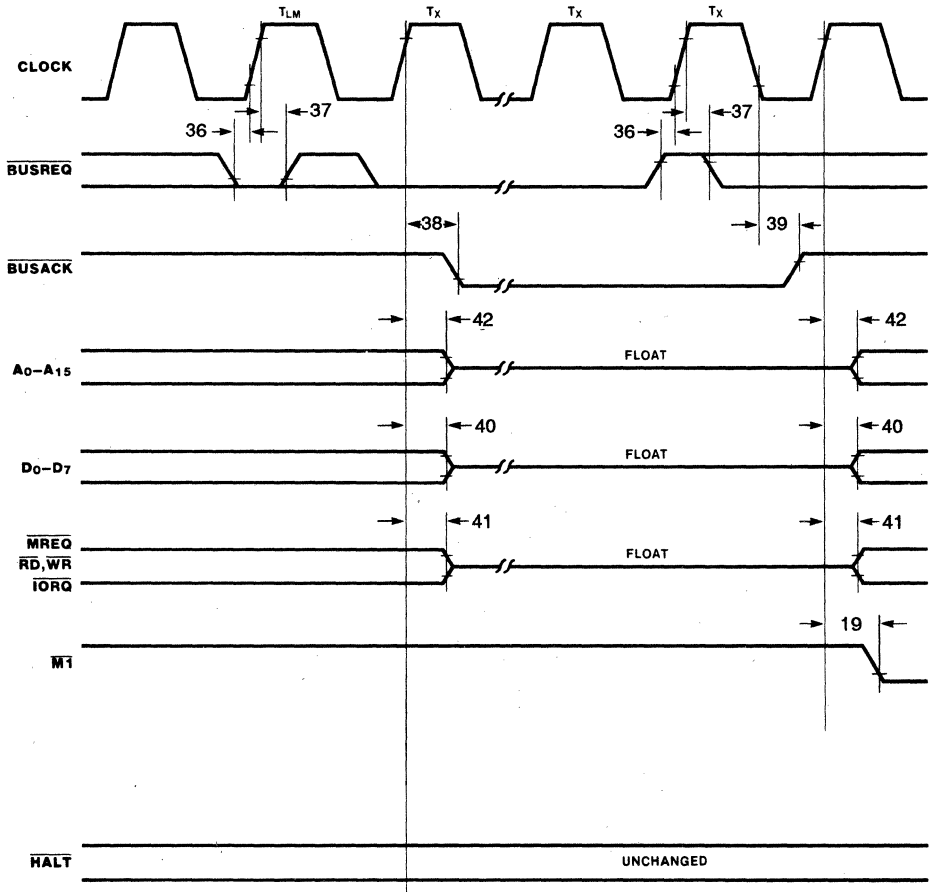 TLM TX TX TX
CLOCK
36 37 36 37
BUSREQ
38 39
BUSACK
42 42
A0–A15 FLOAT
40 40
D0–D7 FLOAT
41 41
MREQ
RD, WR FLOAT
IORQ
19
M1
HALT UNCHANGED